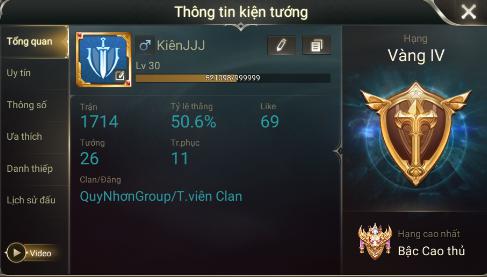 Thông tin kiện tướng
Tổng quan
Uy tín
Thông số
Ưa thích
Danh thiếp
Lịch sử đấu
Video
KiênJJJ
Lv 30
Trận
Tỷ lệ thắng
Like
1714
50.6%
69
Tướng
Tr.phục
26
11
Clan/Đăng
QuyNhơnGroup/T.viên Clan
Hạng
Vàng IV
Hạng cao nhất
Bậc Cao thủ